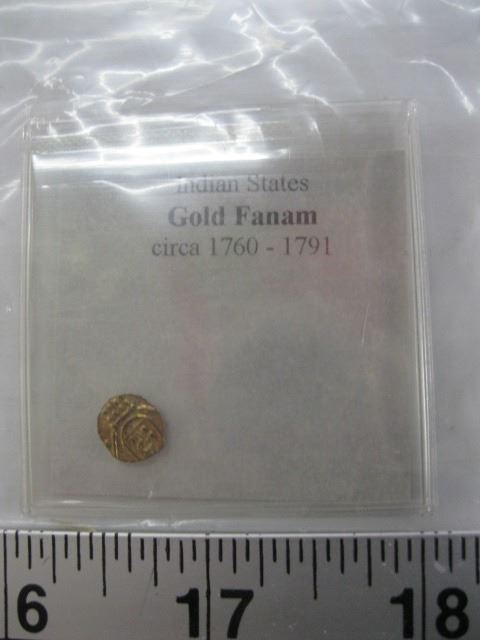 Indian States
Gold Fanam
circa 1760 - 1791
6 17 18